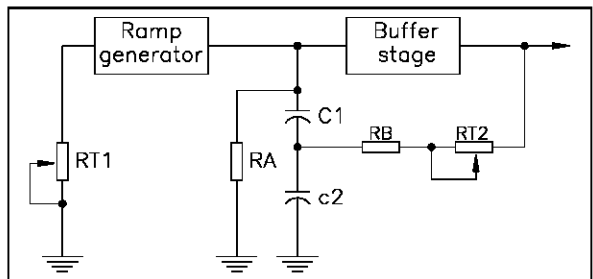 Ramp
generator
Buffer
stage
C1
RB
RT2
RT1
RA
c2